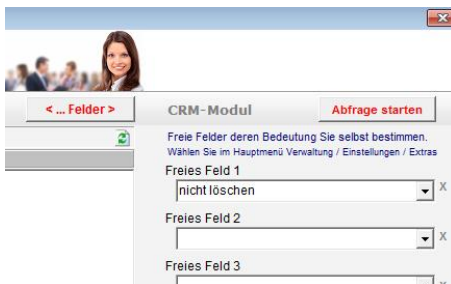 < ... Felder >
CRM-Modul
Abfrage starten
Freie Felder deren Bedeutung Sie selbst bestimmen.
Wählen Sie im Hauptmenü Verwaltung / Einstellungen / Extras
Freies Feld 1
nicht löschen
X
Freies Feld 2
X
Freies Feld 3
X